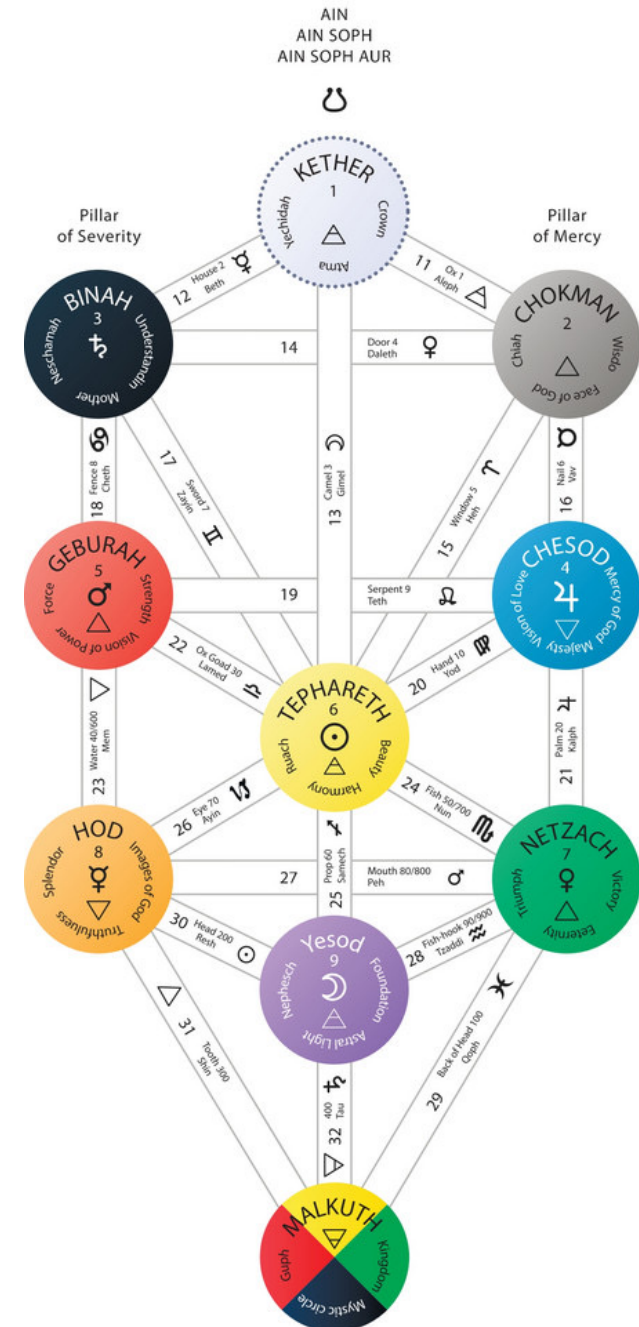 AIN
AIN SOPH
AIN SOPH AUR
KETHER
1
Yechidah
Crown
Atma
Pillar
of Severity
Pillar
of Mercy
12
House 2
Beth
11
Ox 1
Aleph
BINAH
3
Neschamah
Understandin
Mother
CHOKMAN
2
Chiah
Wisdo
Face of God
14
Door 4
Daleth
13
Camel 3
Gimel
17
Sword 7
Zayin
15
Window 5
Heh
18
Fence 8
Cheth
16
Nail 6
Vav
GEBURAH
5
Force
Strength
Vision of Power
CHESOD
4
Vision of Love
Mercy of God
Majesty
19
Serpent 9
Teth
22
Ox Goad 30
Lamed
20
Hand 10
Yod
TEPHARETH
6
Ruach
Beauty
Harmony
23
Water 40/600
Mem
21
Palm 20
Kalph
26
Eye 70
Ayin
24
Fish 50/700
Nun
HOD
8
Splendor
Images of God
Truthfuluess
NETZACH
7
Triumph
Victory
Eeternity
27
Mouth 80/800
Peh
25
Prop 60
Samech
30
Head 200
Resh
28
Fish-hook 90/900
Tzaddi
Yesod
9
Nephesch
Foundation
Astral Light
31
Tooth 300
Shin
29
Back of Head 100
Qoph
32
400
Tau
MALKUTH
Guph
Kingdom
Mystic circle